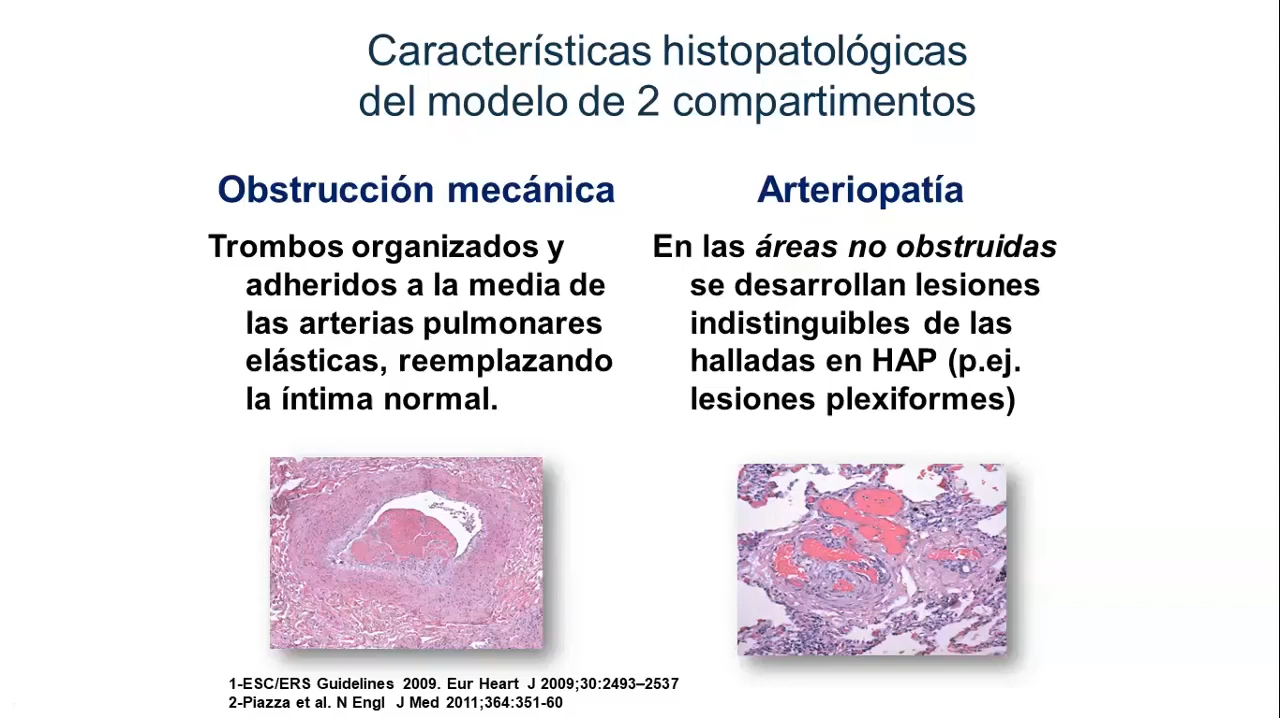 Características histopatológicas
del modelo de 2 compartimentos
Obstrucción mecánica
Trombos organizados y
adheridos a la media de
las arterias pulmonares
elásticas, reemplazando
la íntima normal.
Arteriopatía
En las áreas no obstruidas
se desarrollan lesiones
indistinguibles de las
halladas en HAP (p.ej.
lesiones plexiformes)
1-ESC/ERS Guidelines 2009. Eur Heart J 2009;30:2493–2537
2-Piazza et al. N Engl J Med 2011;364:351-60